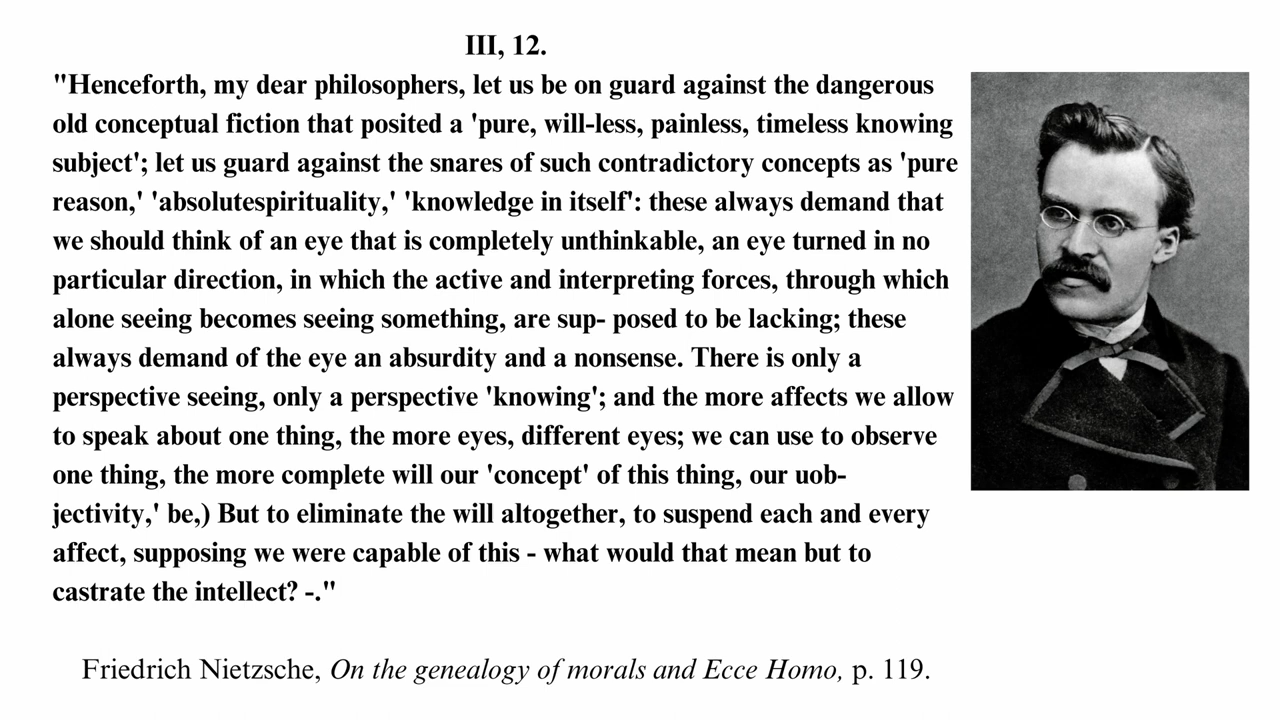 III, 12.
"Henceforth, my dear philosophers, let us be on guard against the dangerous
old conceptual fiction that posited a 'pure, will-less, painless, timeless knowing
subject'; let us guard against the snares of such contradictory concepts as 'pure
reason,' 'absolutespirituality,' 'knowledge in itself': these always demand that
we should think of an eye that is completely unthinkable, an eye turned in no
particular direction, in which the active and interpreting forces, through which
alone seeing becomes seeing something, are sup- posed to be lacking; these
always demand of the eye an absurdity and a nonsense. There is only a
perspective seeing, only a perspective 'knowing'; and the more affects we allow
to speak about one thing, the more eyes, different eyes; we can use to observe
one thing, the more complete will our 'concept' of this thing, our uob-
jectivity,' be,) But to eliminate the will altogether, to suspend each and every
affect, supposing we were capable of this - what would that mean but to
castrate the intellect? -."
Friedrich Nietzsche, On the genealogy of morals and Ecce Homo, p. 119.